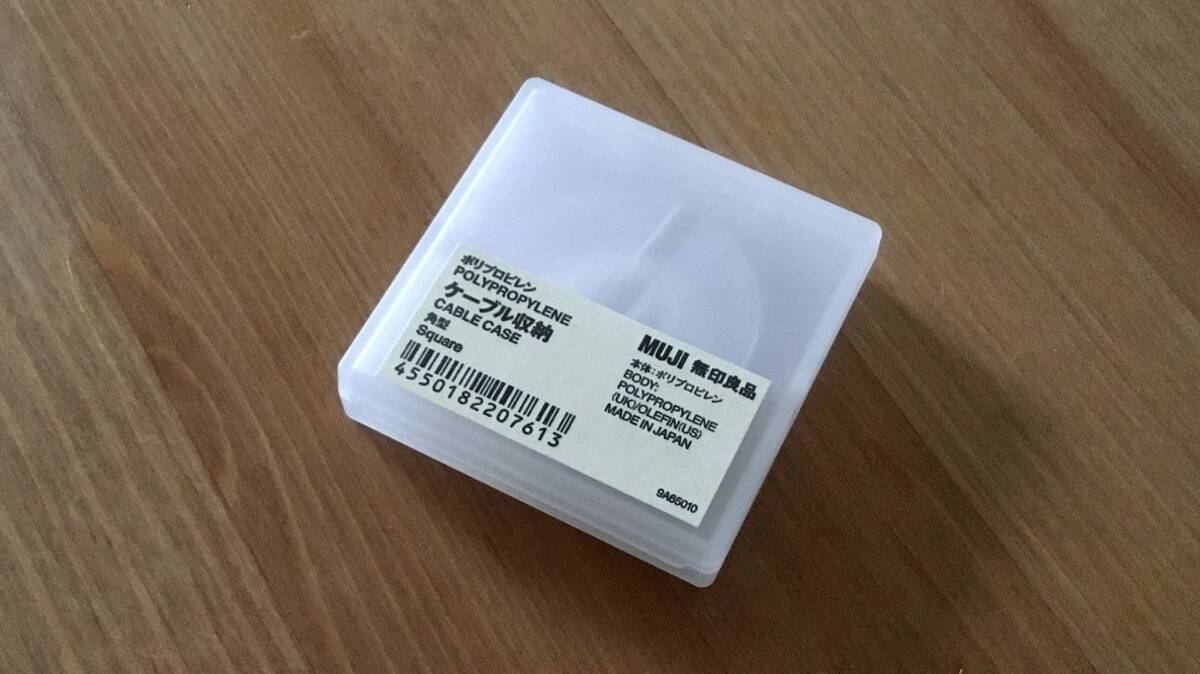 ポリプロピレン
POLYPROPYLENE
ケーブル収納
CABLE CASE
角型
Square
4550182207613
MUJI 無印良品
本体:ポリプロピレン
BODY:
POLYPROPYLENE
(UK)/OLEFIN(US)
MADE IN JAPAN
9A65010